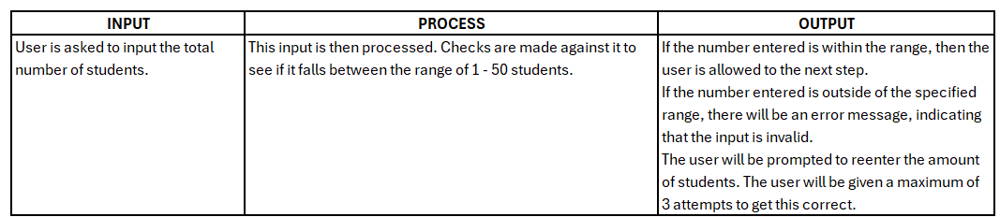 INPUT PROCESS OUTPUT
User is asked to input the total
number of students.
This input is then processed. Checks are made against it to
see if it falls between the range of 1 - 50 students.
If the number entered is within the range, then the
user is allowed to the next step.
If the number entered is outside of the specified
range, there will be an error message, indicating
that the input is invalid.
The user will be prompted to reenter the amount
of students. The user will be given a maximum of
3 attempts to get this correct.